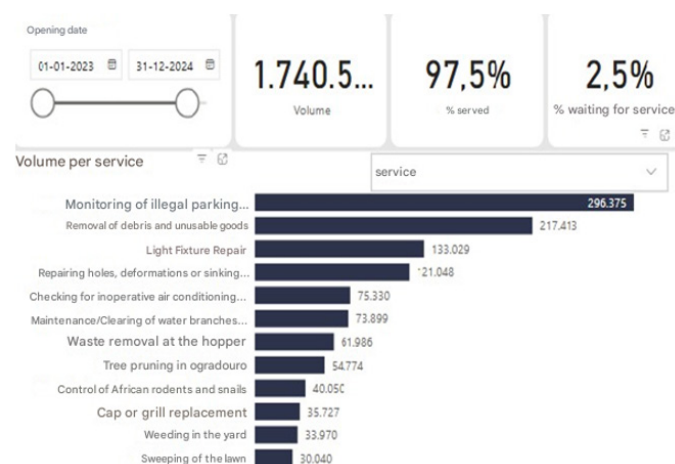 Opening date
01-01-2023
31-12-2024
1.740.5...
Volume
97,5%
% served
2,5%
% waiting for service
Volume per service
service
Monitoring of illegal parking... 296.375
Removal of debris and unusable goods 217.413
Light Fixture Repair 133.029
Repairing holes, deformations or sinking... 21.048
Checking for inoperative air conditioning... 75.330
Maintenance/Clearing of water branches... 73.899
Waste removal at the hopper 61.986
Tree pruning in ogradouro 54.774
Control of African rodents and snails 40.05C
Cap or grill replacement 35.727
Weeding in the yard 33.970
Sweeping of the lawn 30.040